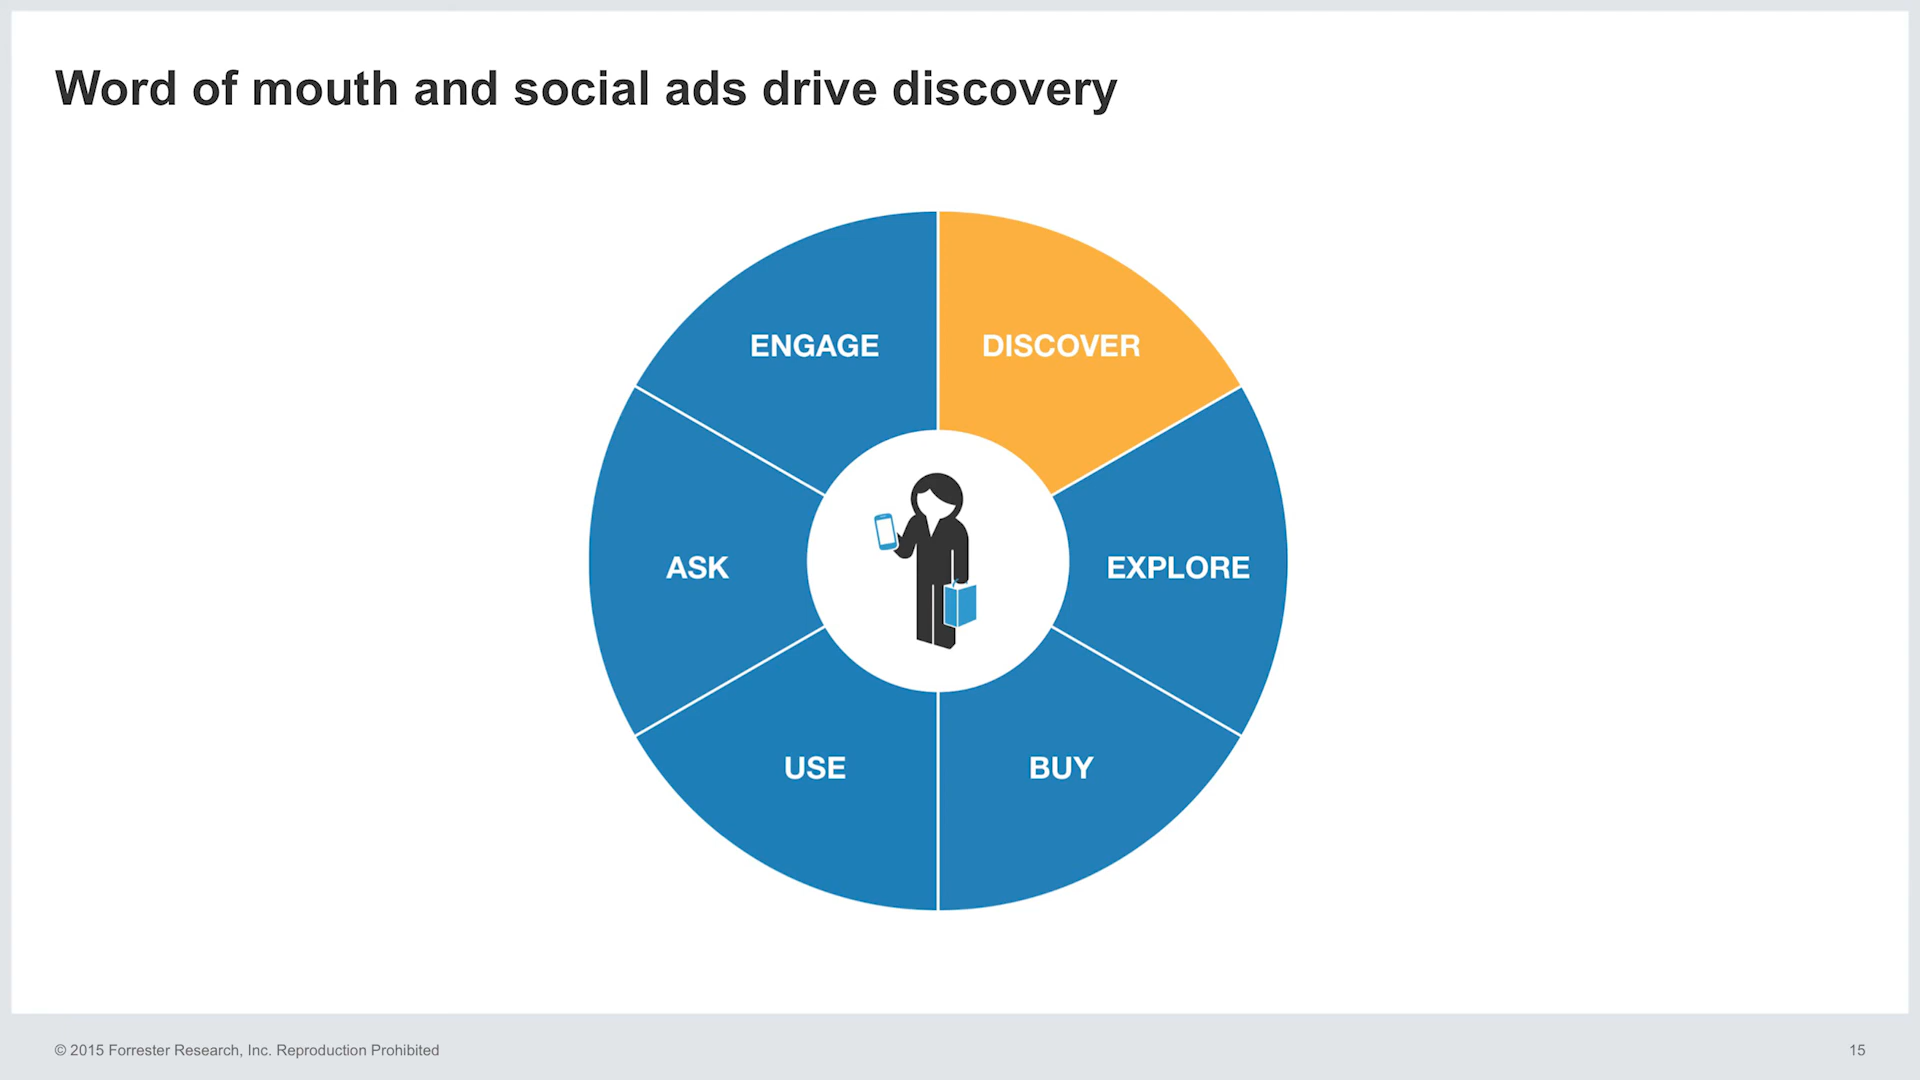 Word of mouth and social ads drive discovery
ENGAGE
DISCOVER
ASK
EXPLORE
USE
BUY
© 2015 Forrester Research, Inc. Reproduction Prohibited
15